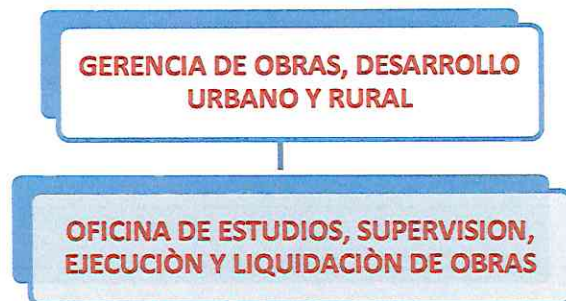 GERENCIA DE OBRAS, DESARROLLO
URBANO Y RURAL
OFICINA DE ESTUDIOS, SUPERVISION,
EJECUCIÒN Y LIQUIDACIÒN DE OBRAS